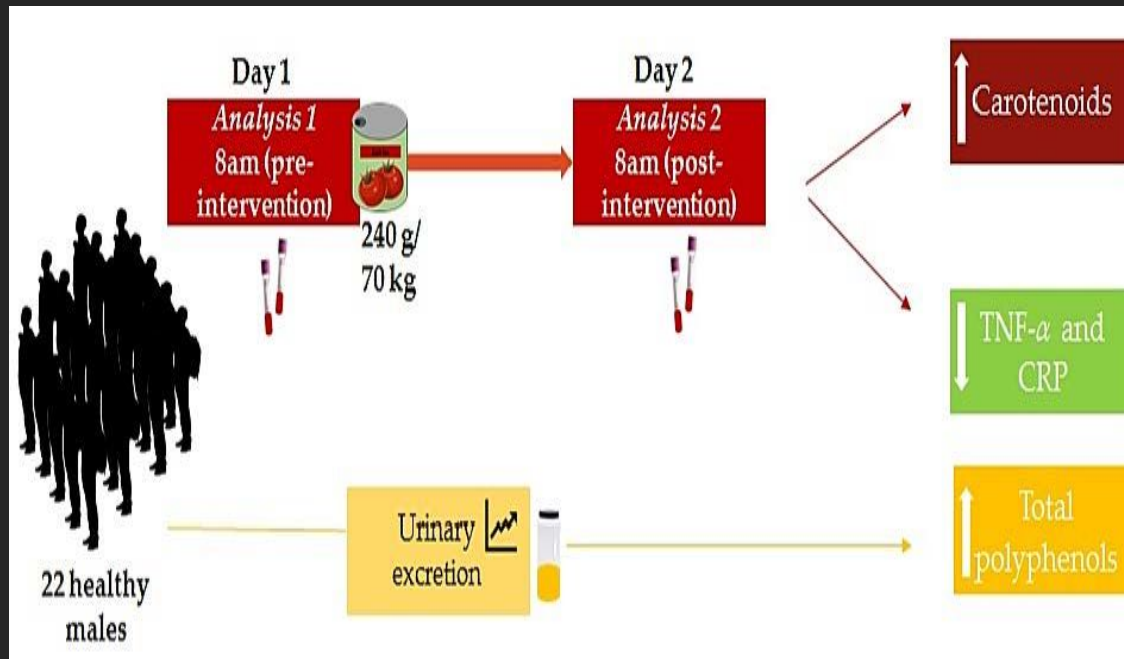 Day 1
Analysis 1
8am (pre-
intervention)
240 g/
70 kg
Day 2
Analysis 2
8am (post-
intervention)
Carotenoids
TNF-α and
CRP
22 healthy
males
Urinary
excretion
Total
polyphenols